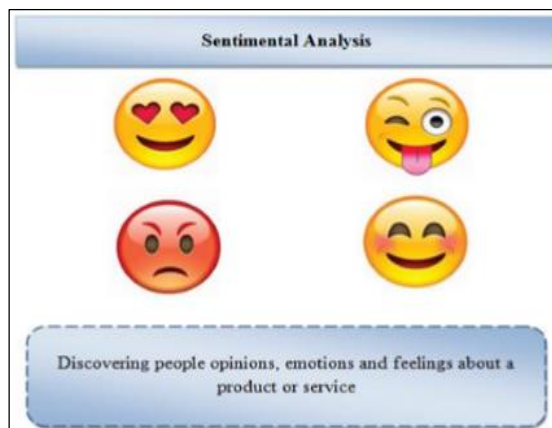 Sentimental Analysis
Discovering people opinions, emotions and feelings about a
product or service